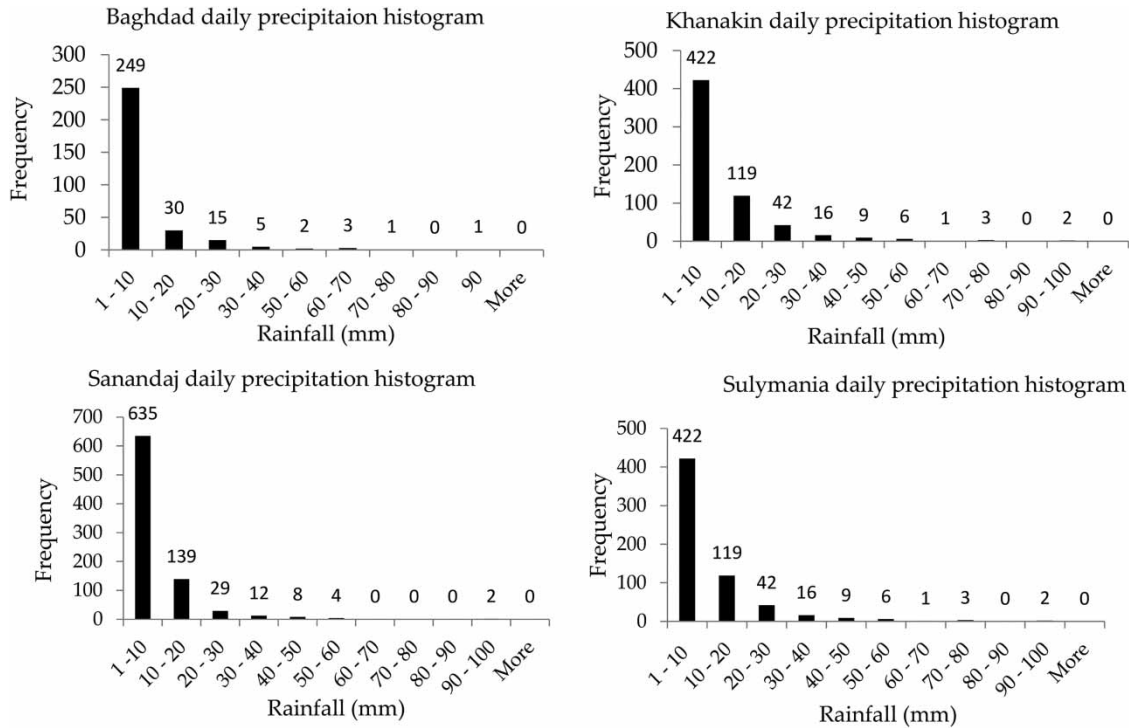 Baghdad daily precipitaion histogram
Frequency
300
250
200
150
100
50
0
249
30
15
5
2
3
1
0
1
0
1 - 10
10 - 20
20 - 30
30 - 40
50 - 60
60 - 70
70 - 80
80 - 90
90
More
Rainfall (mm)
Khanakin daily precipitation histogram
Frequency
500
400
300
200
100
0
422
119
42
16
9
6
1
3
0
2
0
1 - 10
10 - 20
20 - 30
30 - 40
40 - 50
50 - 60
60 - 70
70 - 80
80 - 90
90 - 100
More
Rainfall (mm)
Sanandaj daily precipitation histogram
Frequency
700
600
500
400
300
200
100
0
635
139
29
12
8
4
0
0
0
2
0
1 -10
10 - 20
20 - 30
30 - 40
40 - 50
50 - 60
60 - 70
70 - 80
80 - 90
90 - 100
More
Rainfall (mm)
Sulymania daily precipitation histogram
Frequency
500
400
300
200
100
0
422
119
42
16
9
6
1
3
0
2
0
1 - 10
10 - 20
20 - 30
30 - 40
40 - 50
50 - 60
60 - 70
70 - 80
80 - 90
90 - 100
More
Rainfall (mm)